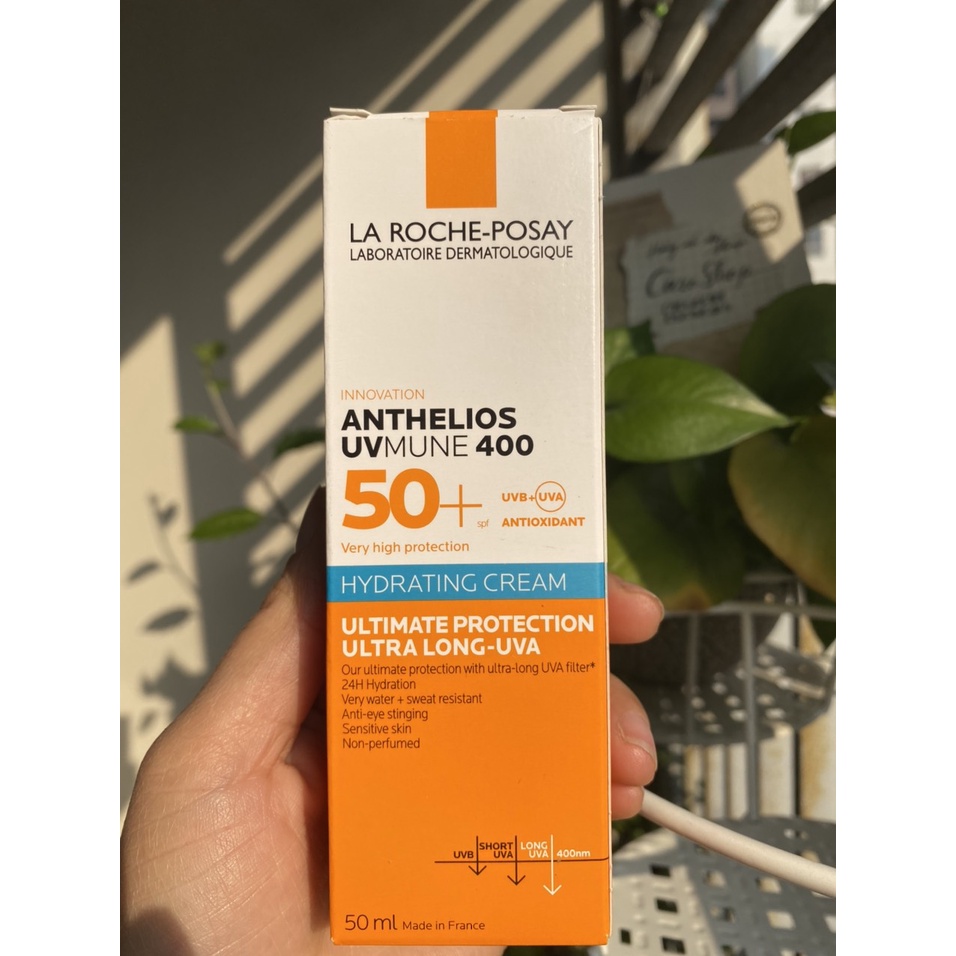 LA ROCHE-POSAY
LABORATOIRE DERMATOLOGIQUE
INNOVATION
ANTHELIOS
UVMUNE 400
50+ spf
UVB+UVA
ANTIOXIDANT
Very high protection
HYDRATING CREAM
ULTIMATE PROTECTION
ULTRA LONG-UVA
Our ultimate protection with ultra-long UVA filter*
24H Hydration
Very water + sweat resistant
Anti-eye stinging
Sensitive skin
Non-perfumed
UVB
SHORT UVA
LONG UVA
400nm
50 ml Made in France